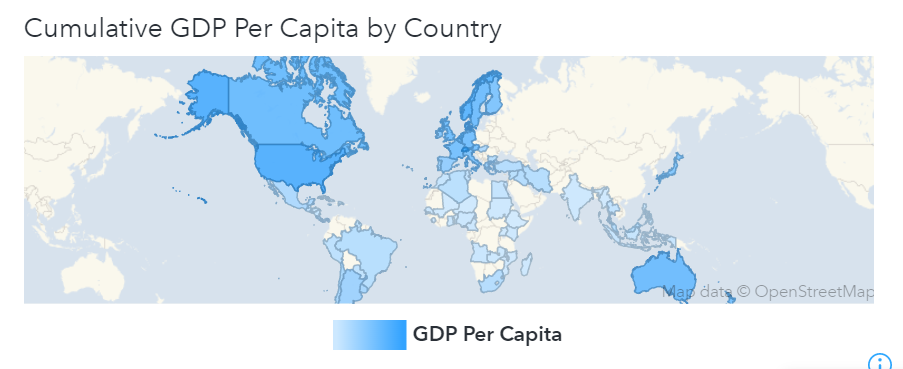 Cumulative GDP Per Capita by Country
Map data © OpenStreetMap
GDP Per Capita